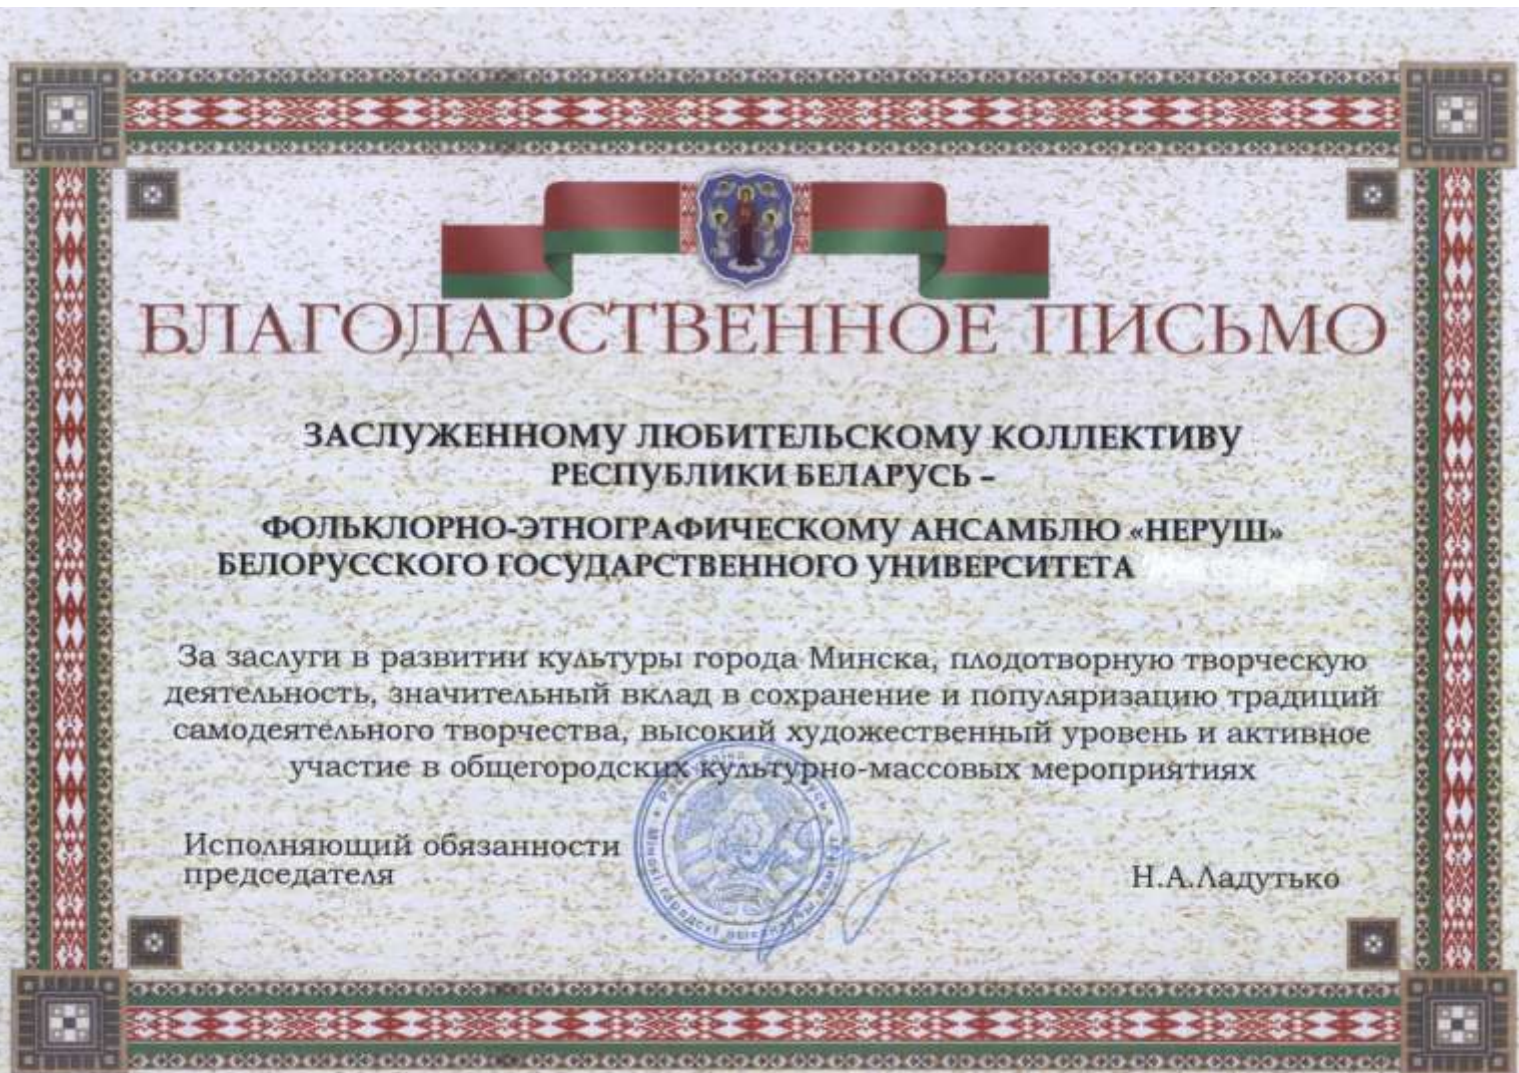 БЛАГОДАРСТВЕННОЕ ПИСЬМО
ЗАСЛУЖЕННОМУ ЛЮБИТЕЛЬСКОМУ КОЛЛЕКТИВУ
РЕСПУБЛИКИ БЕЛАРУСЬ –
ФОЛЬКЛОРНО-ЭТНОГРАФИЧЕСКОМУ АНСАМБЛЮ «НЕРУШ»
БЕЛОРУССКОГО ГОСУДАРСТВЕННОГО УНИВЕРСИТЕТА
За заслуги в развитии культуры города Минска, плодотворную творческую
деятельность, значительный вклад в сохранение и популяризацию традиций
самодеятельного творчества, высокий художественный уровень и активное
участие в общегородских культурно-массовых мероприятиях
Исполняющий обязанности
председателя
Н.А.Ладутько